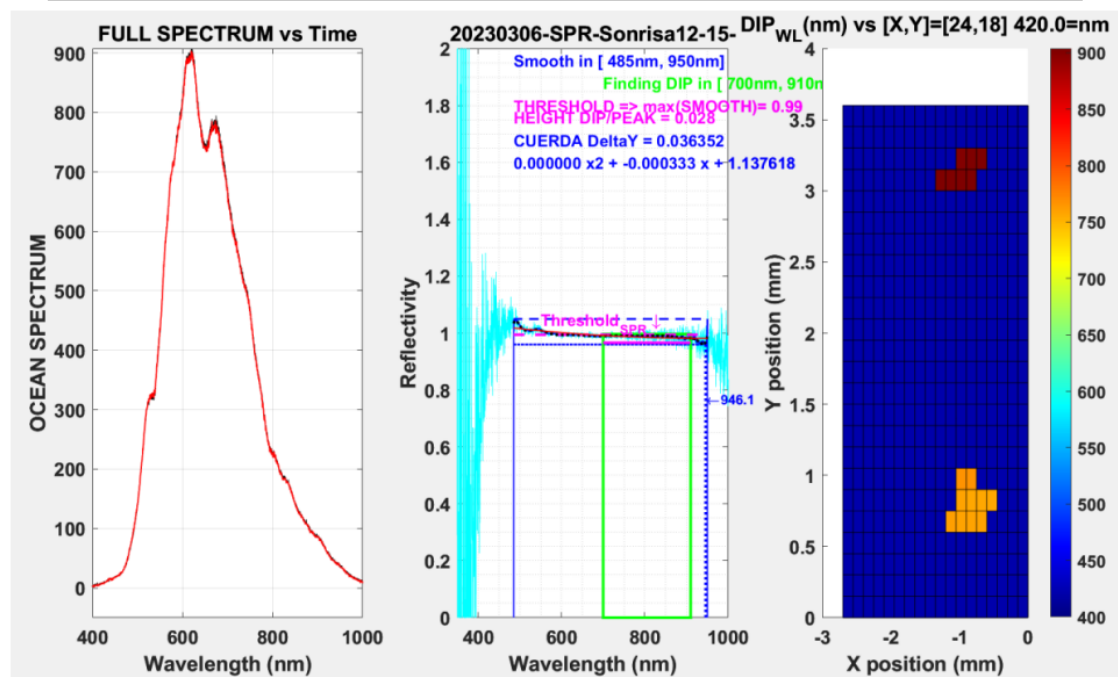 FULL SPECTRUM vs Time
OCEAN SPECTRUM
900
800
700
600
500
400
300
200
100
0
400 600 800 1000
Wavelength (nm)
20230306-SPR-Sonrisa12-15-
Smooth in [ 485nm, 950nm]
Finding DIP in [ 700nm, 910n
THRESHOLD => max(SMOOTH)= 0.99
HEIGHT DIP/PEAK = 0.028
CUERDA DeltaY = 0.036352
0.000000 x2 + -0.000333 x + 1.137618
Threshold
SPR ↓
←946.1
Reflectivity
2
1.8
1.6
1.4
1.2
1
0.8
0.6
0.4
0.2
0
400 600 800 1000
Wavelength (nm)
DIP_WL(nm) vs [X,Y]=[24,18] 420.0=nm
Y position (mm)
4
3.5
3
2.5
2
1.5
1
0.5
0
-3 -2 -1 0
X position (mm)
900
850
800
750
700
650
600
550
500
450
400